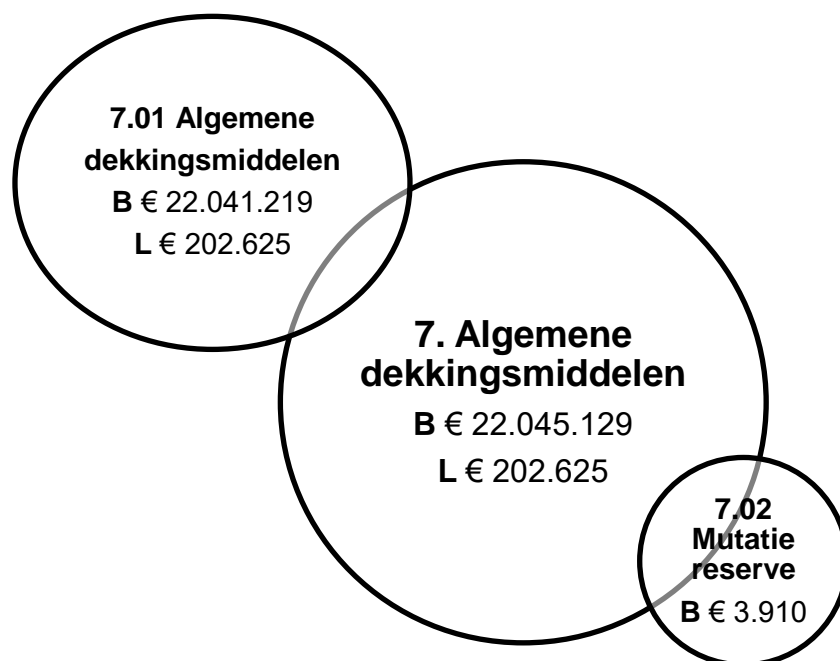 7.01 Algemene
dekkingsmiddelen
B € 22.041.219
L € 202.625
7. Algemene
dekkingsmiddelen
B € 22.045.129
L € 202.625
7.02
Mutatie
reserve
B € 3.910